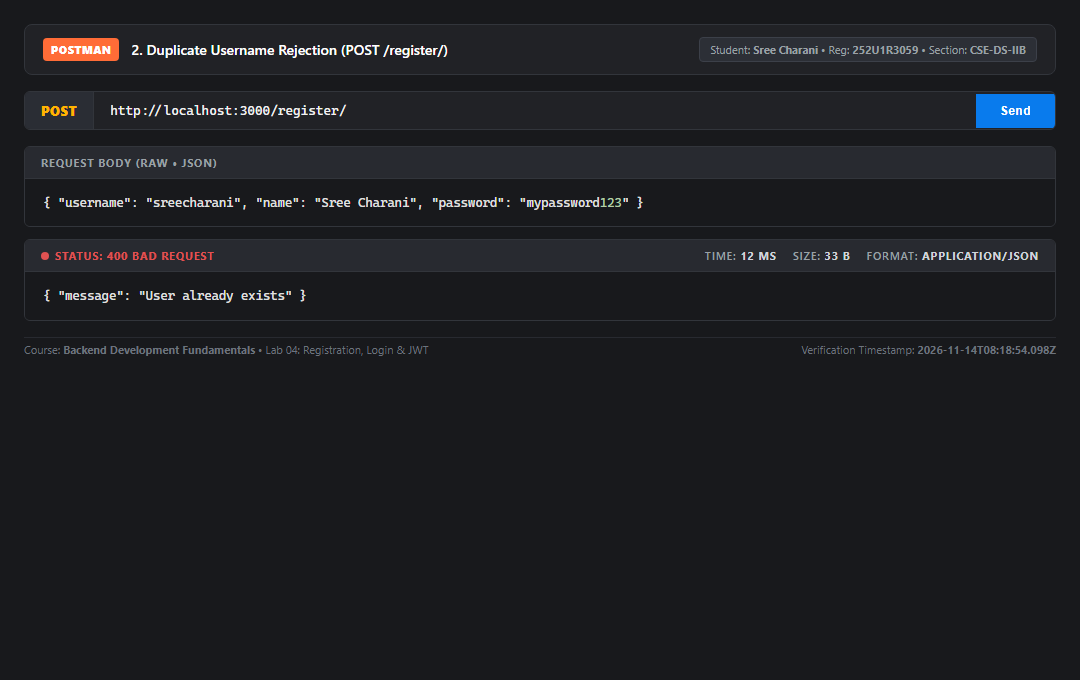 POSTMAN 2. Duplicate Username Rejection (POST /register/) Student: Sree Charani • Reg: 252U1R3059 • Section: CSE-DS-IIB
POST http://localhost:3000/register/ Send
REQUEST BODY (RAW • JSON)
{ "username": "sreecharani", "name": "Sree Charani", "password": "mypassword123" }
STATUS: 400 BAD REQUEST TIME: 12 MS SIZE: 33 B FORMAT: APPLICATION/JSON
{ "message": "User already exists" }
Course: Backend Development Fundamentals • Lab 04: Registration, Login & JWT Verification Timestamp: 2026-11-14T08:18:54.098Z